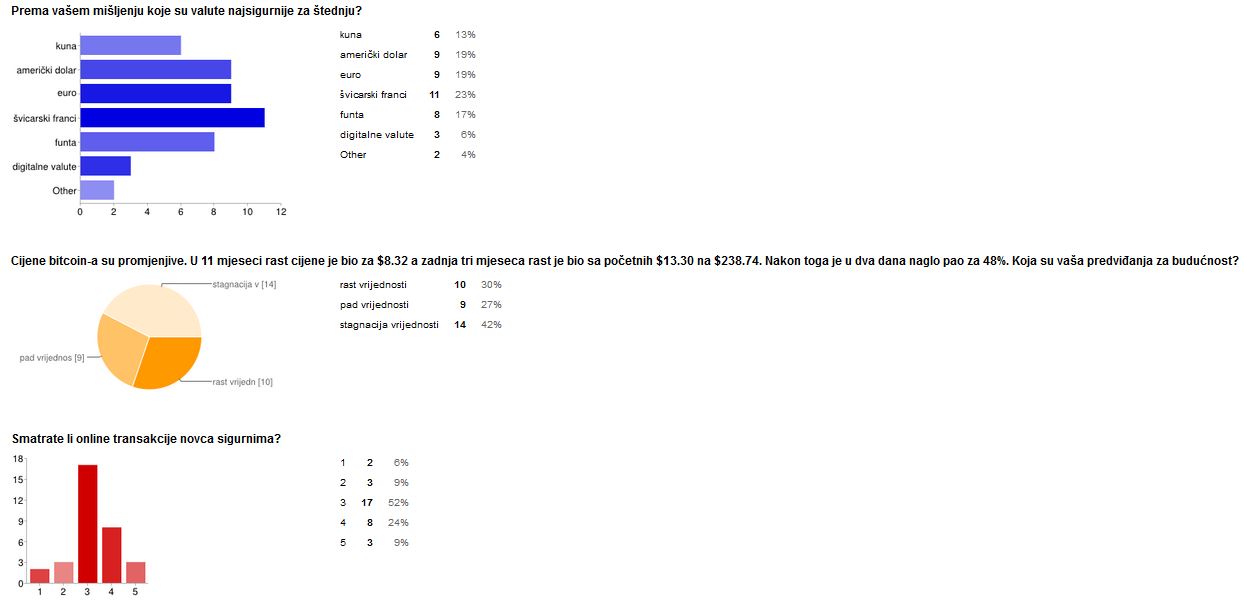 Prema vašem mišljenju koje su valute najsigurnije za štednju?
kuna
američki dolar
euro
švicarski franci
funta
digitalne valute
Other
0 2 4 6 8 10 12
kuna 6 13%
američki dolar 9 19%
euro 9 19%
švicarski franci 11 23%
funta 8 17%
digitalne valute 3 6%
Other 2 4%
Cijene bitcoin-a su promjenjive. U 11 mjeseci rast cijene je bio za $8.32 a zadnja tri mjeseca rast je bio sa početnih $13.30 na $238.74. Nakon toga je u dva dana naglo pao za 48%. Koja su vaša predviđanja za budućnost?
stagnacija v [14]
pad vrijednos [9]
rast vrijedn [10]
rast vrijednosti 10 30%
pad vrijednosti 9 27%
stagnacija vrijednosti 14 42%
Smatrate li online transakcije novca sigurnima?
18
15
12
9
6
3
0
1 2 3 4 5
1 2 6%
2 3 9%
3 17 52%
4 8 24%
5 3 9%